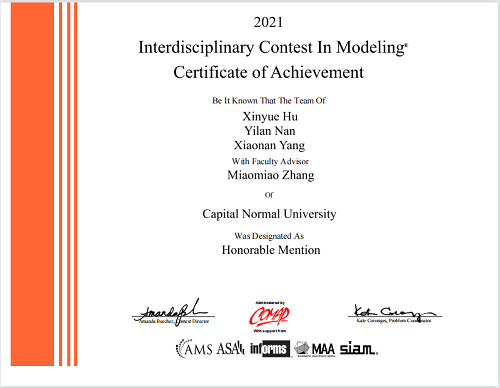 2021
Interdisciplinary Contest In Modeling®
Certificate of Achievement
Be It Known That The Team Of
Xinyue Hu
Yilan Nan
Xiaonan Yang
With Faculty Advisor
Miaomiao Zhang
Of
Capital Normal University
Was Designated As
Honorable Mention
Administered by
COMAP
With support from
Amanda Beecher, Contest Director
Kate Coronges, Problem Coordinator
AMS ASA informs MAA siam